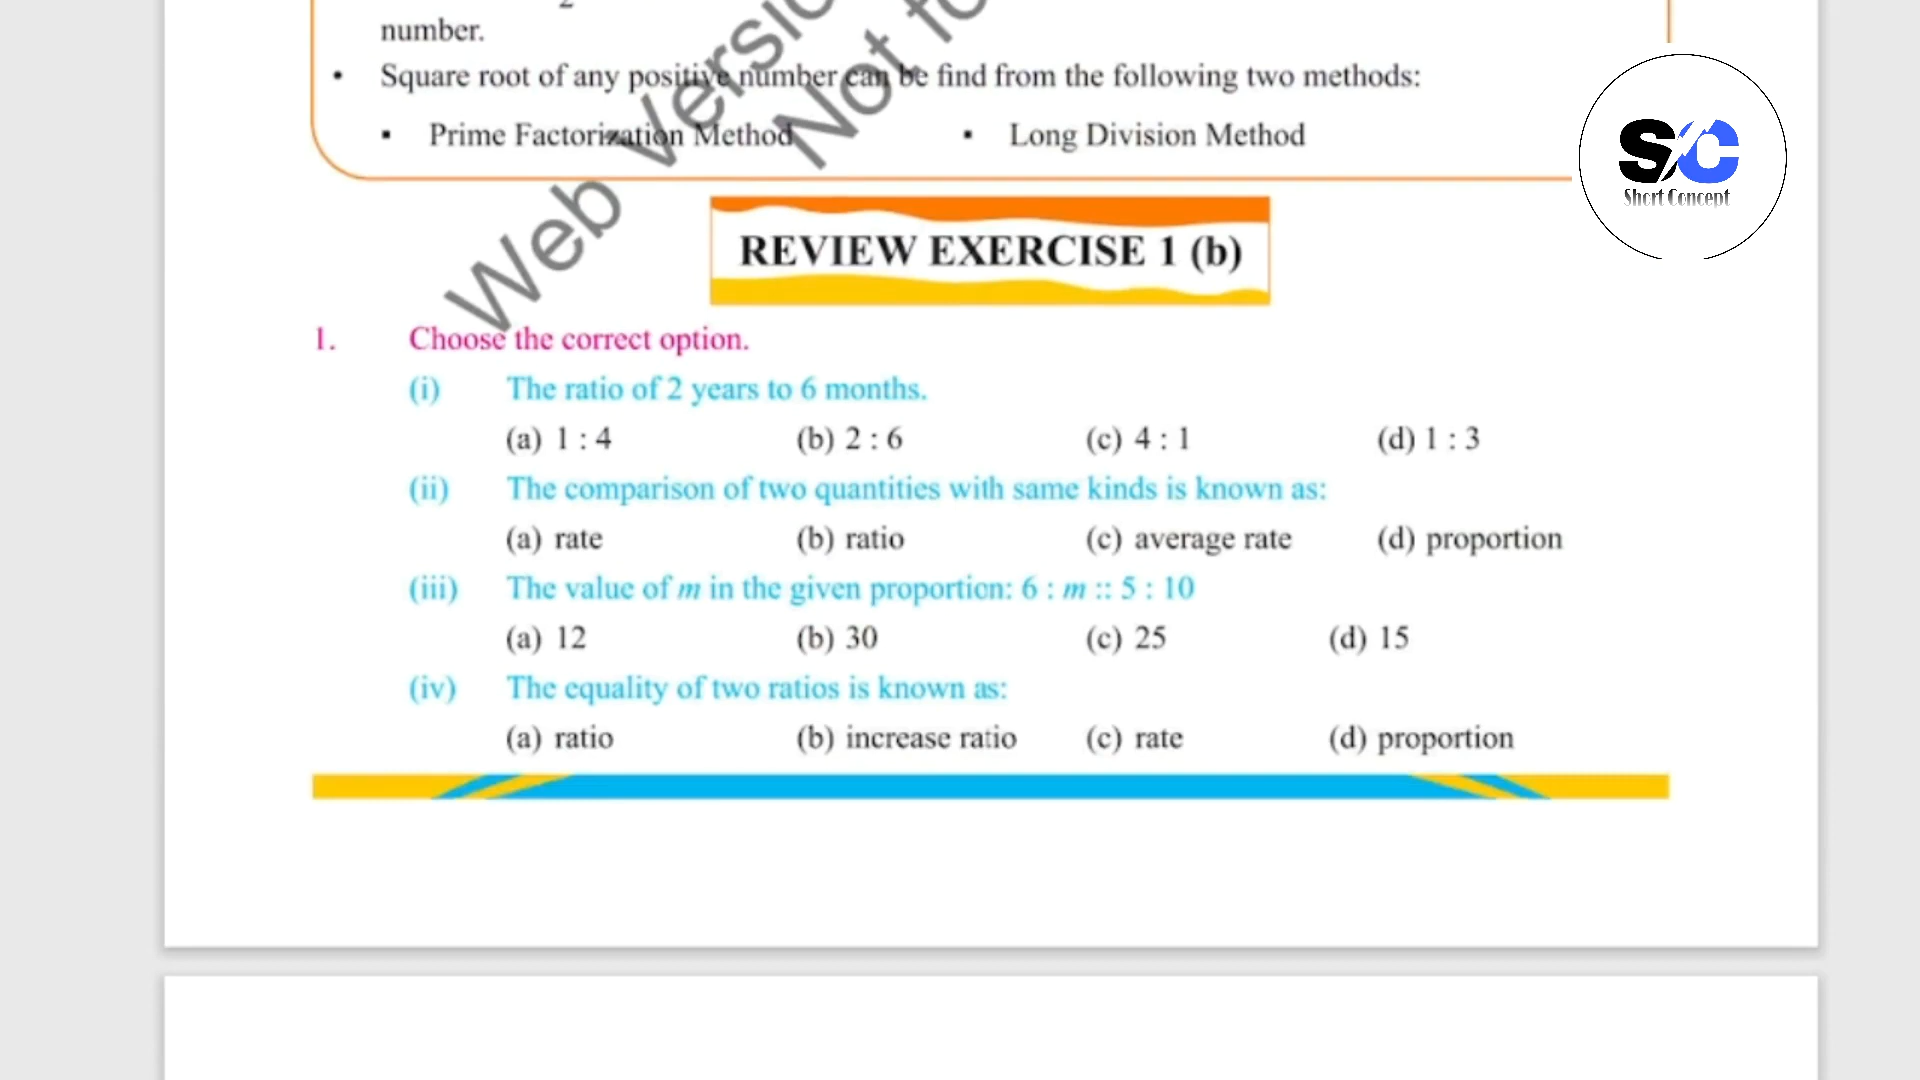 number.
• Square root of any positive number can be find from the following two methods:
▪ Prime Factorization Method ▪ Long Division Method
Web Versio
Not fo
S/C
Short Concept
REVIEW EXERCISE 1 (b)
1. Choose the correct option.
(i) The ratio of 2 years to 6 months.
(a) 1 : 4 (b) 2 : 6 (c) 4 : 1 (d) 1 : 3
(ii) The comparison of two quantities with same kinds is known as:
(a) rate (b) ratio (c) average rate (d) proportion
(iii) The value of m in the given proportion: 6 : m :: 5 : 10
(a) 12 (b) 30 (c) 25 (d) 15
(iv) The equality of two ratios is known as:
(a) ratio (b) increase ratio (c) rate (d) proportion